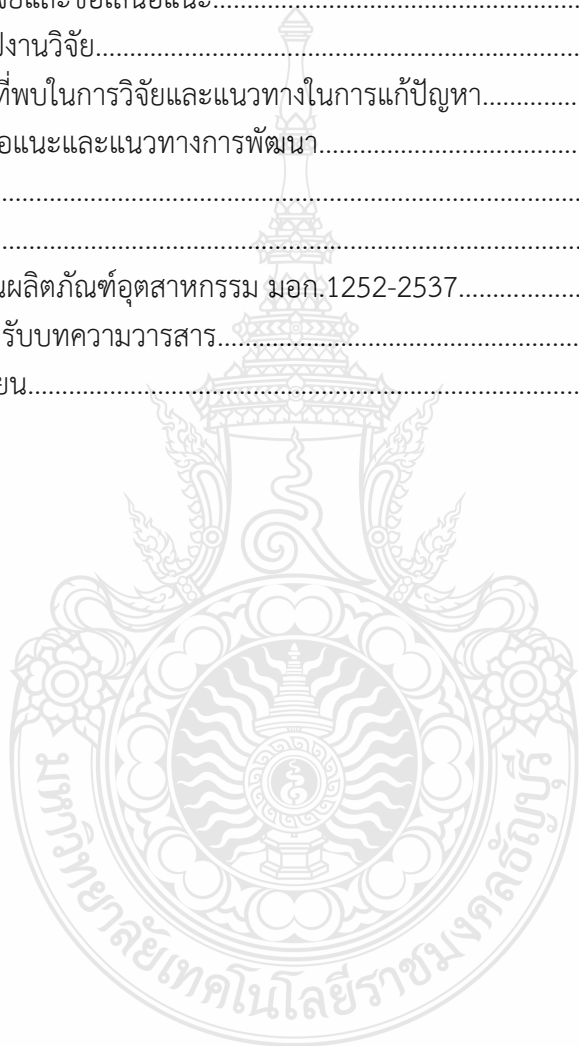 จัยและข้อเสนอแนะ........................................
ปงานวิจัย........................................
ที่พบในการวิจัยและแนวทางในการแก้ปัญหา...............
อแนะและแนวทางการพัฒนา........................................
........................................
........................................
นผลิตภัณฑ์อุตสาหกรรม มอก.1252-2537....................
รับบทความวารสาร........................................
ยน........................................
มหาวิทยาลัยเทคโนโลยีราชมงคลธัญบุรี